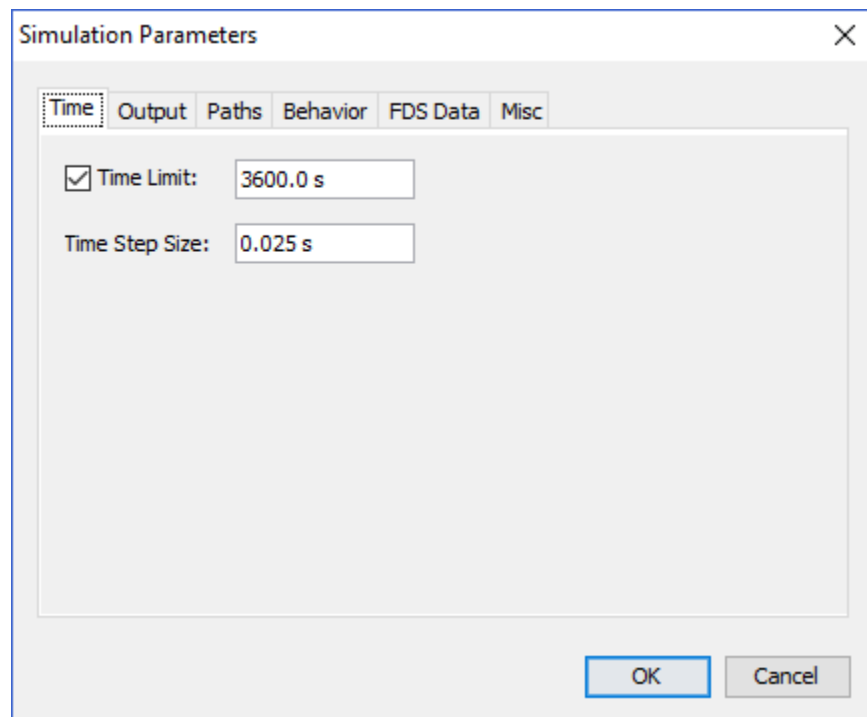 Simulation Parameters
Time Output Paths Behavior FDS Data Misc
Time Limit: 3600.0 s
Time Step Size: 0.025 s
OK Cancel